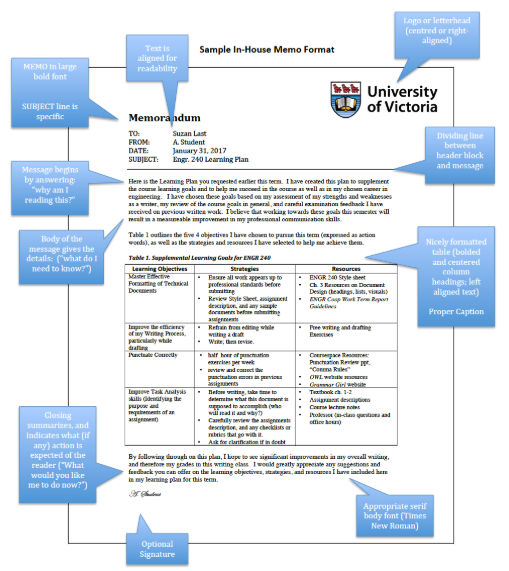 Sample In-House Memo Format
Logo or letterhead
(centred or right-
aligned)
Text is
aligned for
readability
MEMO in large
bold font
SUBJECT line is
specific
University
of Victoria
Memorandum
TO: Suzan Last
FROM: A. Student
DATE: January 31, 2017
SUBJECT: Engr. 240 Learning Plan
Dividing line
between
header block
and message
Message begins
by answering:
"why am I
reading this?"
Here is the Learning Plan you requested earlier this term. I have created this plan to supplement
the course learning goals and to help me succeed in the course as well as in my chosen career in
engineering. I have chosen these goals based on my assessment of my strengths and weaknesses
as a writer, my review of the course goals in general, and careful examination feedback I have
received on previous written work. I believe that working towards these goals this semester will
result in a measureable improvement in my professional communication skills.
Body of the
message gives the
details: ("what do I
need to know?")
Table 1 outlines the five 4 objectives I have chosen to pursue this term (expressed as action
words), as well as the strategies and resources I have selected to help me achieve them.
Nicely formatted
table (bolded
and centered
column
headings; left
aligned text)
Proper Caption
Table 1. Supplemental Learning Goals for ENGR 240
Learning Objectives Strategies Resources
Master Effective
Formatting of Technical
Documents
• Ensure all work appears up to
professional standards before
submitting
• Review Style Sheet, assignment
description, and any sample
documents before submitting
assignments
• ENGR 240 Style sheet
• Ch. 3 Resources on Document
Design (headings, lists, visuals)
• ENGR Coop Work Term Report
Guidelines
Improve the efficiency
of my Writing Process,
particularly while
drafting
• Refrain from editing while
writing a draft
• Write; then revise.
• Free writing and drafting
Exercises
Punctuate Correctly
• half hour of punctuation
exercises per week
• review and correct the
punctuation errors in previous
assignments
• Coursespace Resources:
Punctuation Review ppt,
"Comma Rules"
• OWL website resources
• Grammar Girl website
Improve Task Analysis
skills (identifying the
purpose and
requirements of an
assignment)
• Before writing, take time to
determine what this document is
supposed to accomplish (who
will read it and why?)
• Carefully review the assignments
description, and any checklists or
rubrics that go with it.
• Ask for clarification if in doubt
• Textbook ch. 1-2
• Assignment descriptions
• Course lecture notes
• Professor (in-class questions and
office hours)
Closing
summarizes, and
indicates what (if
any) action is
expected of the
reader ("What
would you like
me to do now?")
By following through on this plan, I hope to see significant improvements in my overall writing,
and therefore my grades in this writing class. I would greatly appreciate any suggestions and
feedback you can offer on the learning objectives, strategies, and resources I have included here
in my learning plan for this term.
A Student
Appropriate serif
body font (Times
New Roman)
Optional
Signature